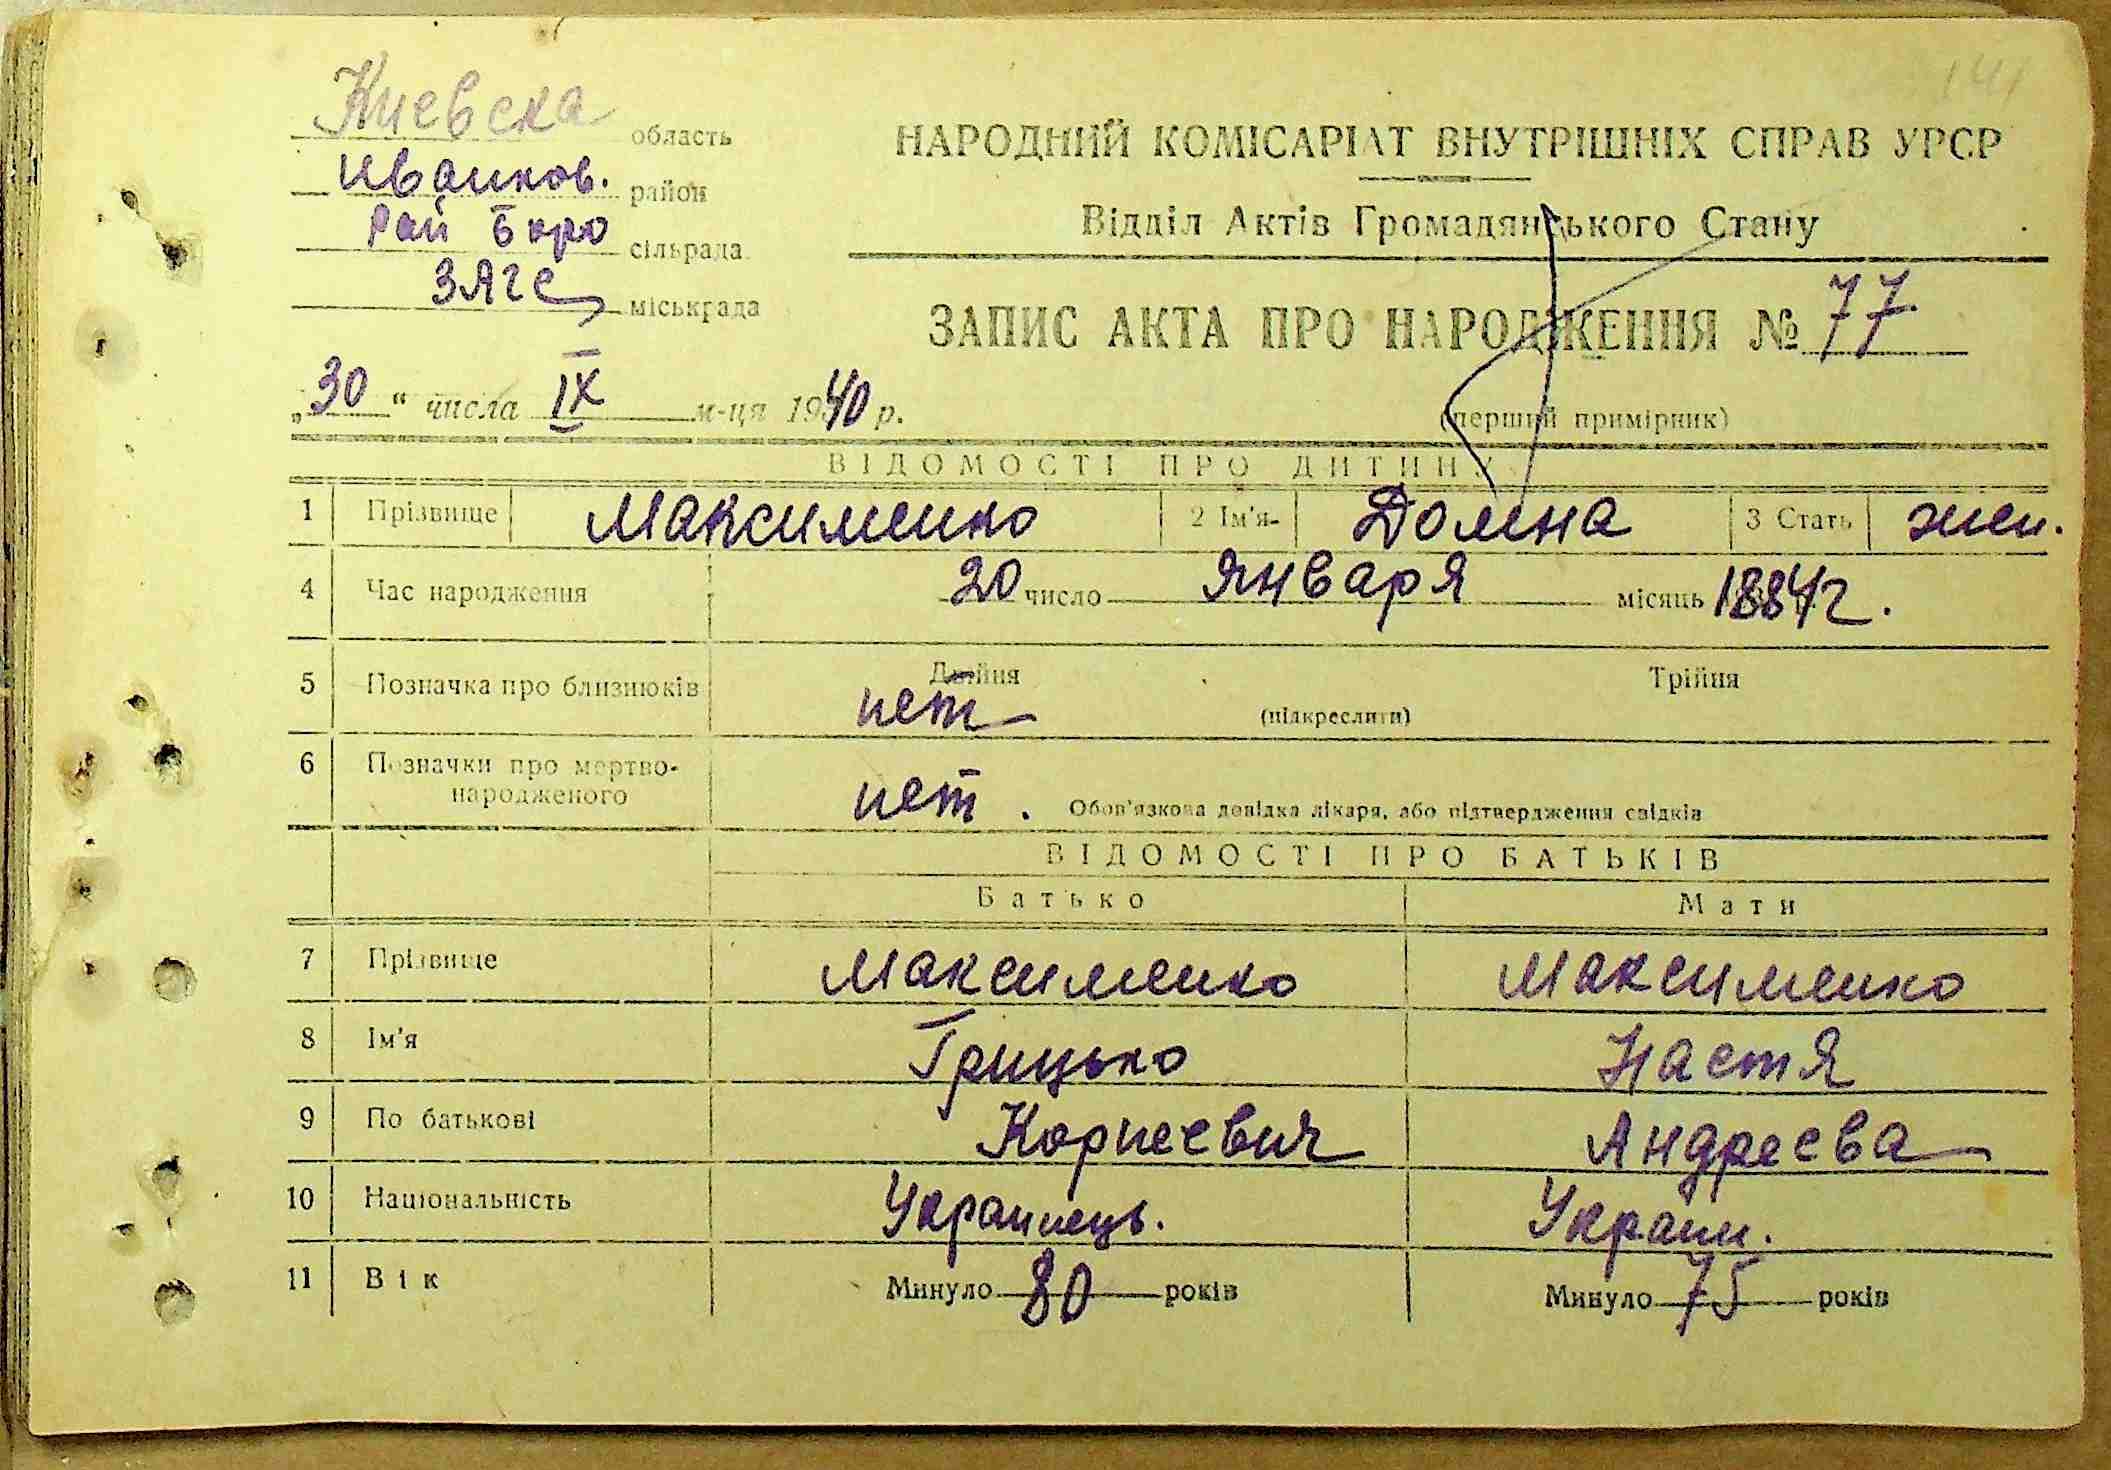 141
Киевска область
Иванков. район
Рай бюро сільрада
ЗАГС міськрада
НАРОДНИЙ КОМІСАРІАТ ВНУТРІШНІХ СПРАВ УРСР
Відділ Актів Громадянського Стану
ЗАПИС АКТА ПРО НАРОДЖЕННЯ № 77
„30“ числа IX м-ця 1940 р.
(перший примірник)
ВІДОМОСТІ ПРО ДИТИНУ
1 Прізвище Максименко 2 Ім'я Домна 3 Стать жен.
4 Час народження 20 число Января місяць 1884 г.
5 Позначка про близнюків Двійня нет (підкреслити) Трійня
6 Позначки про мертво-
народженого нет. Обов'язкова довідка лікаря, або підтвердження свідків
ВІДОМОСТІ ПРО БАТЬКІВ
Батько Мати
7 Прізвище Максименко Максименко
8 Ім'я Грицько Настя
9 По батькові Корнеевич Андреева
10 Національність Украинець. Украин.
11 Вік Минуло 80 років Минуло 75 років